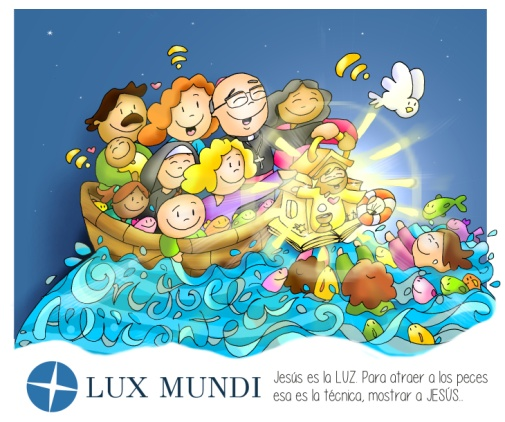 LUX MUNDI
Jesús es la LUZ. Para atraer a los peces
esa es la técnica, mostrar a JESÚS..